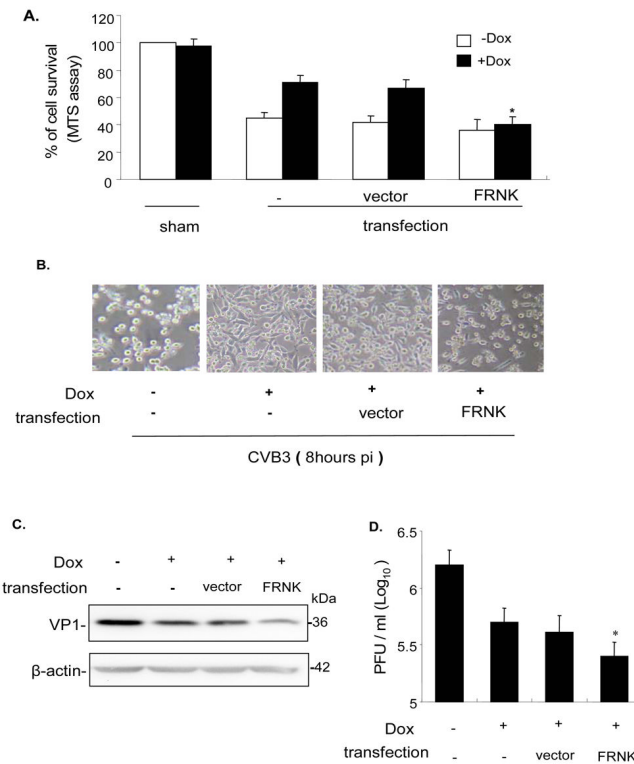 A.
% of cell survival
(MTS assay)
120
100
80
60
40
20
0
-Dox
+Dox
*
- vector FRNK
sham transfection
B.
Dox - + + +
transfection - - vector FRNK
CVB3 ( 8hours pi )
C.
Dox - + + +
transfection - - vector FRNK
kDa
VP1- -36
β-actin- -42
D.
PFU / ml (Log10)
6.5
6
5.5
5
*
Dox - + + +
transfection - - vector FRNK